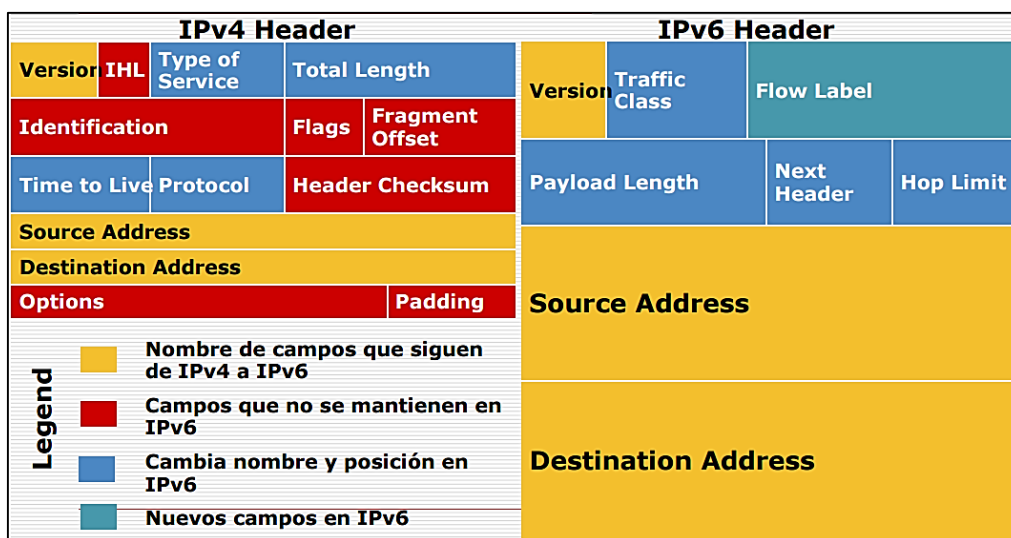 IPv4 Header
Version IHL Type of Service Total Length
Identification Flags Fragment Offset
Time to Live Protocol Header Checksum
Source Address
Destination Address
Options Padding
Legend
Nombre de campos que siguen
de IPv4 a IPv6
Campos que no se mantienen en
IPv6
Cambia nombre y posición en
IPv6
Nuevos campos en IPv6
IPv6 Header
Version Traffic Class Flow Label
Payload Length Next Header Hop Limit
Source Address
Destination Address